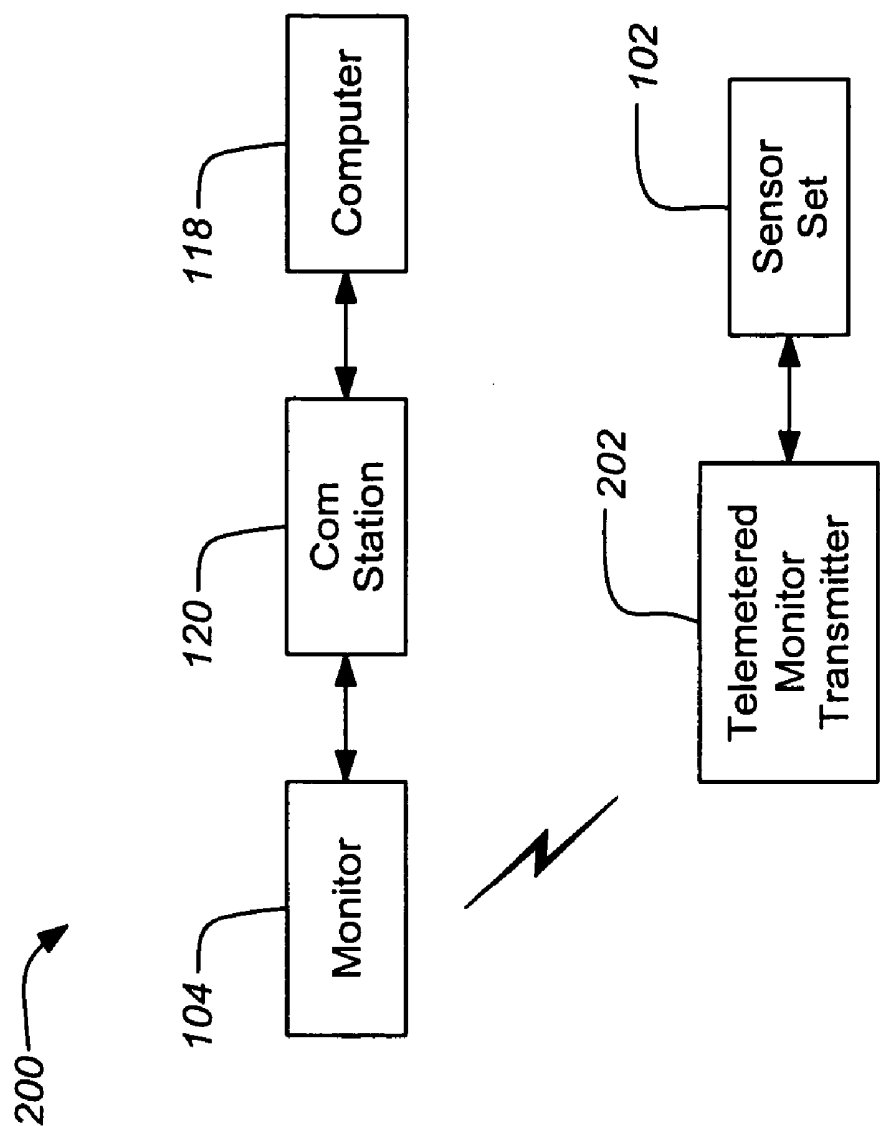 200
104
Monitor
120
Com
Station
118
Computer
202
Telemetered
Monitor
Transmitter
102
Sensor
Set